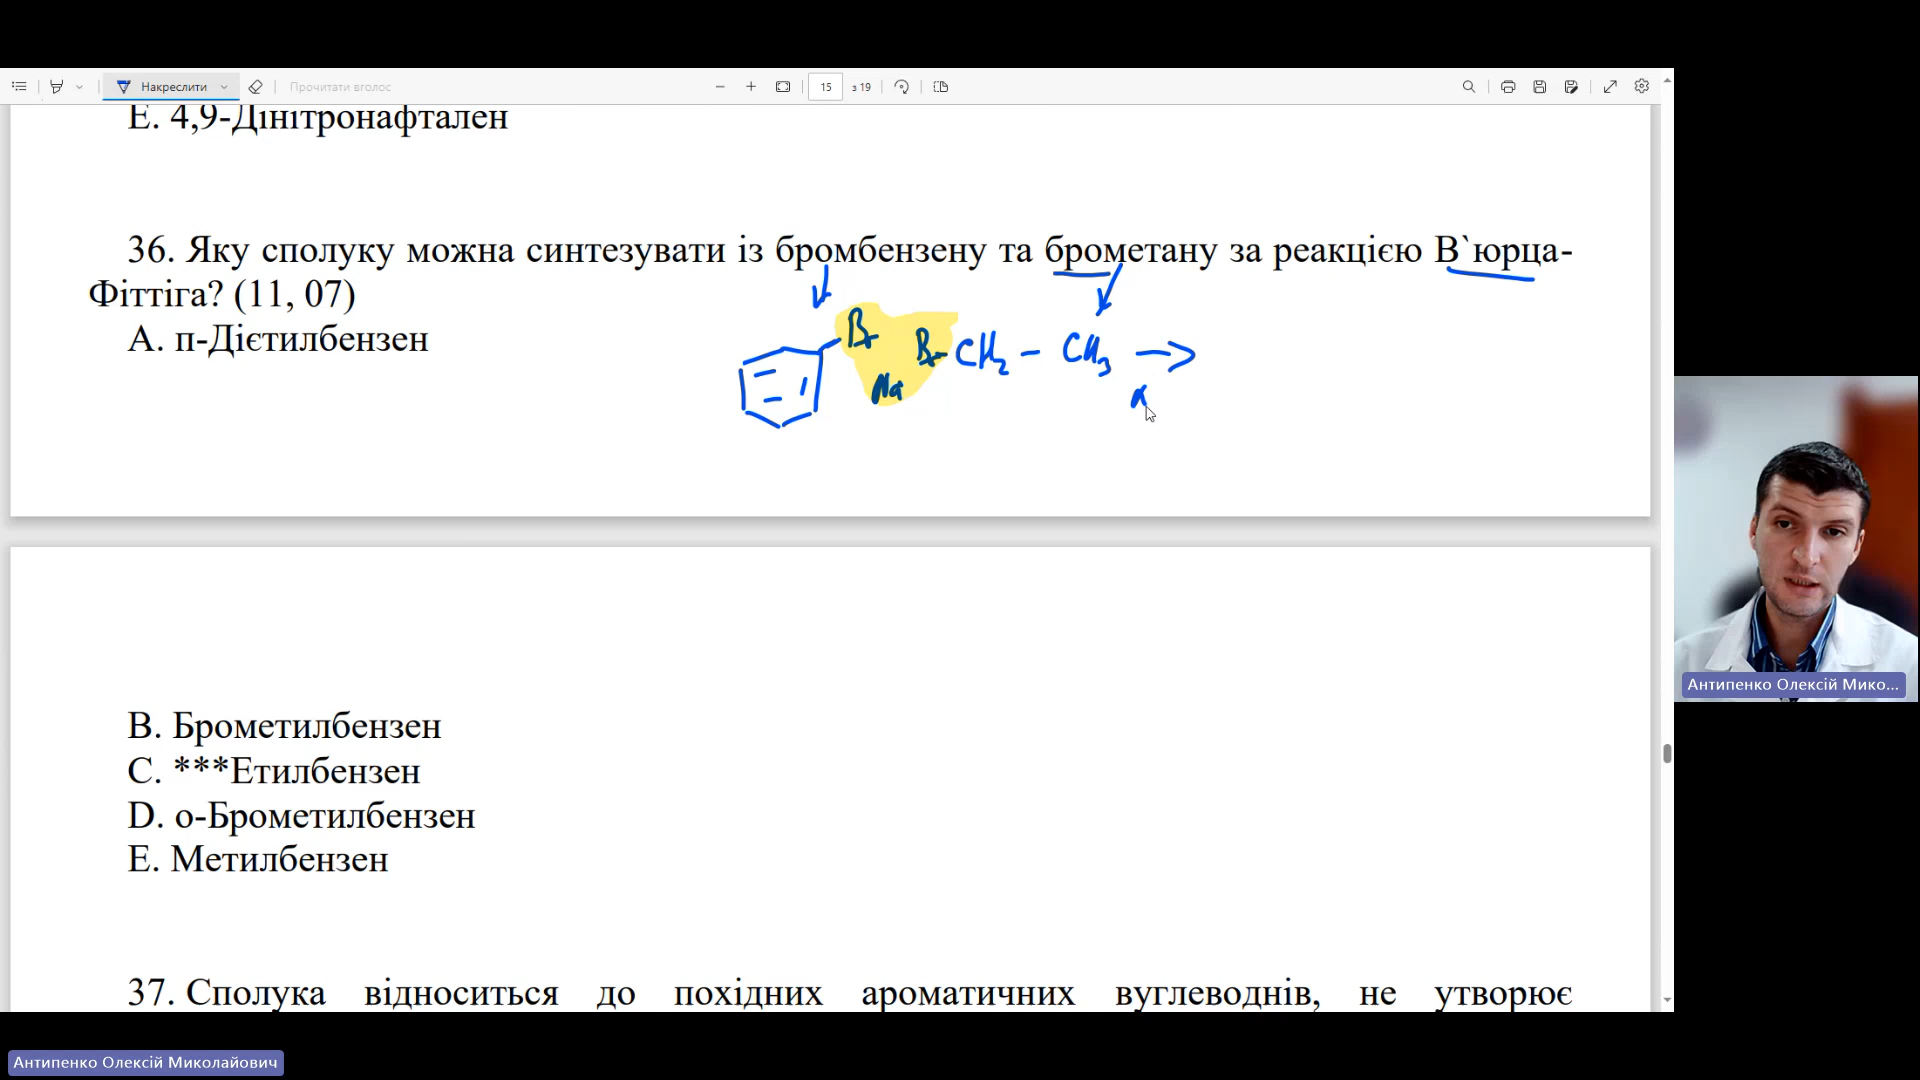 Накреслити
Прочитати вголос
15
з 19
Е. 4,9-Дінітронафтален
36. Яку сполуку можна синтезувати із бромбензену та брометану за реакцією В`юрца-
Фіттіга? (11, 07)
А. п-Дієтилбензен
Br
Br-CH2 - CH3
Na
В. Брометилбензен
С. ***Етилбензен
D. о-Брометилбензен
Е. Метилбензен
37. Сполука відноситься до похідних ароматичних вуглеводнів, не утворює
Антипенко Олексій Мико...
Антипенко Олексій Миколайович